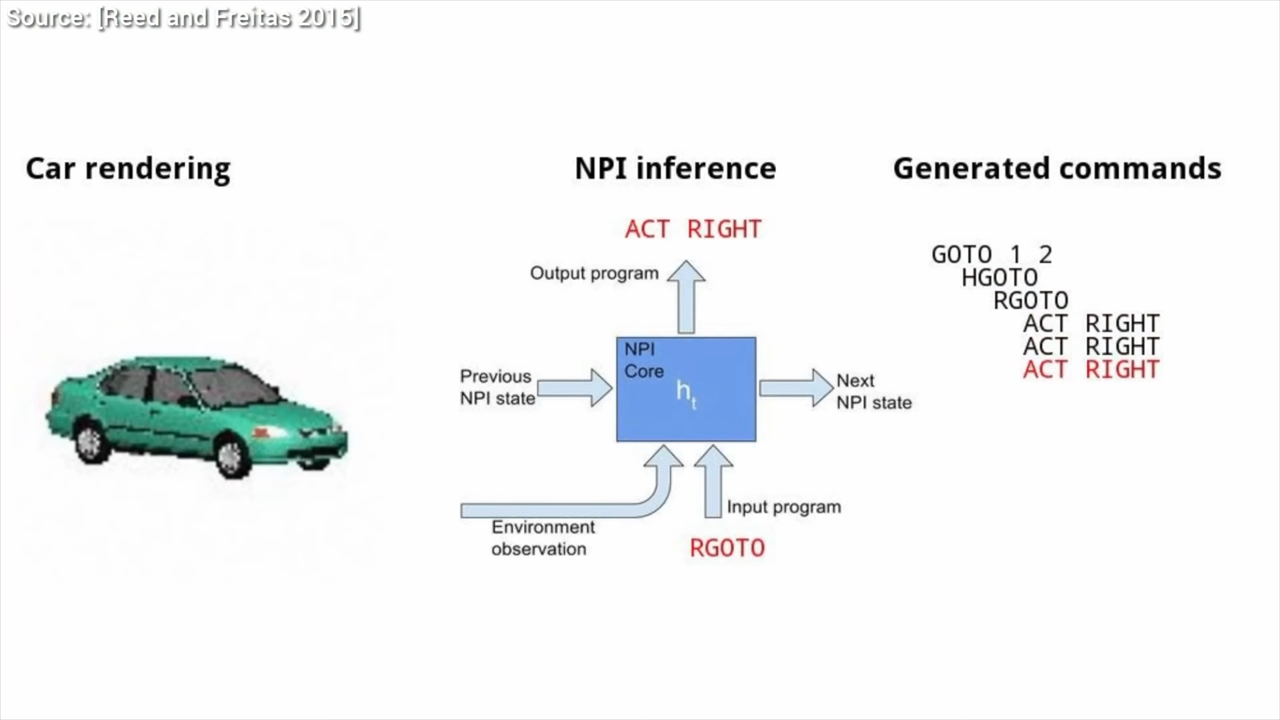 Source: [Reed and Freitas 2015]
Car rendering
NPI inference
Generated commands
ACT RIGHT
Output program
NPI
Core
h_t
Previous
NPI state
Next
NPI state
Environment
observation
Input program
RGOTO
GOTO 1 2
HGOTO
RGOTO
ACT RIGHT
ACT RIGHT
ACT RIGHT